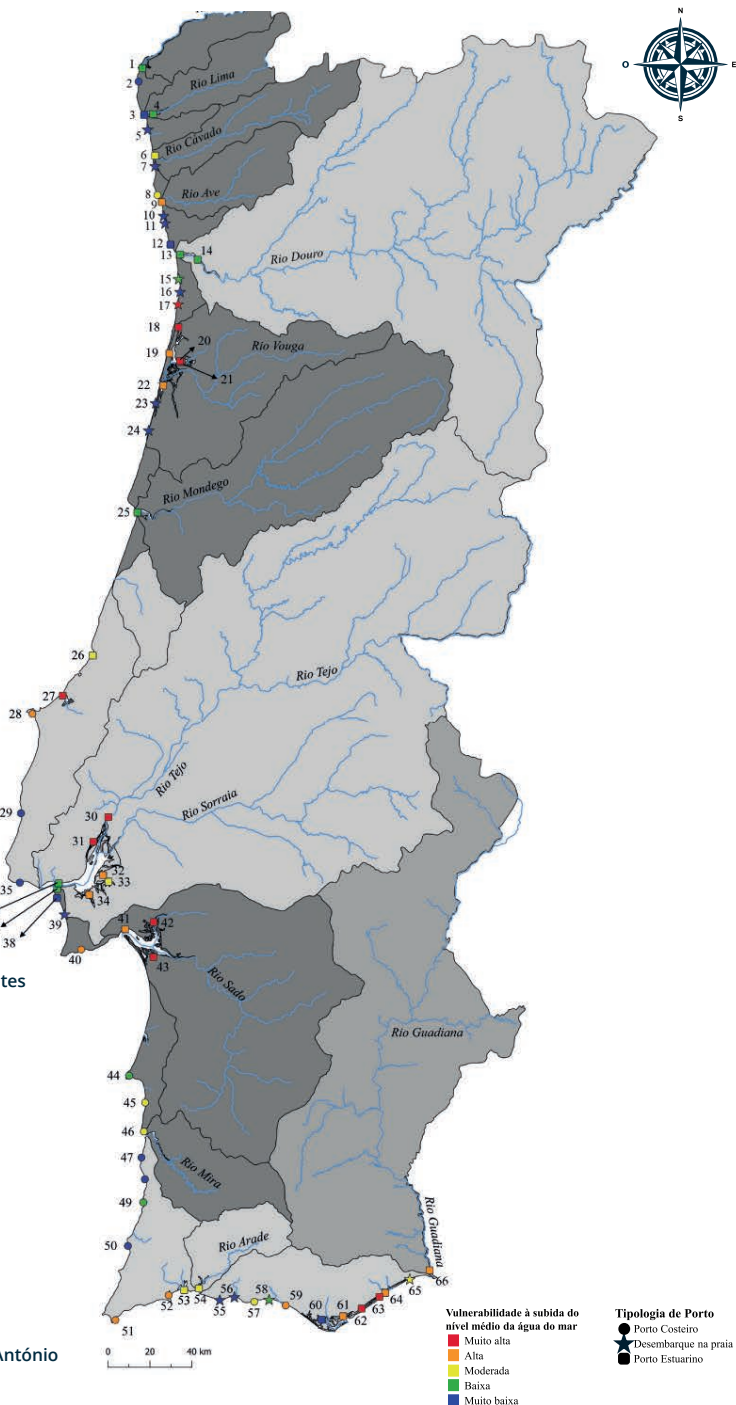 N
O
E
S
1
2
3
4
5
6
7
8
9
10
11
12
13
14
15
16
17
18
19
20
21
22
23
24
25
26
27
28
29
30
31
32
33
34
35
38
39
40
41
42
43
44
45
46
47
49
50
51
52
53
54
55
56
57
58
59
60
61
62
63
64
65
66
Rio Lima
Rio Cávado
Rio Ave
Rio Douro
Rio Vouga
Rio Mondego
Rio Tejo
Rio Tejo
Rio Sorraia
Rio Sado
Rio Guadiana
Rio Mira
Rio Guadiana
Rio Arade
tes
António
0 20 40 km
Vulnerabilidade à subida do
nível médio da água do mar
Muito alta
Alta
Moderada
Baixa
Muito baixa
Tipologia de Porto
Porto Costeiro
Desembarque na praia
Porto Estuarino